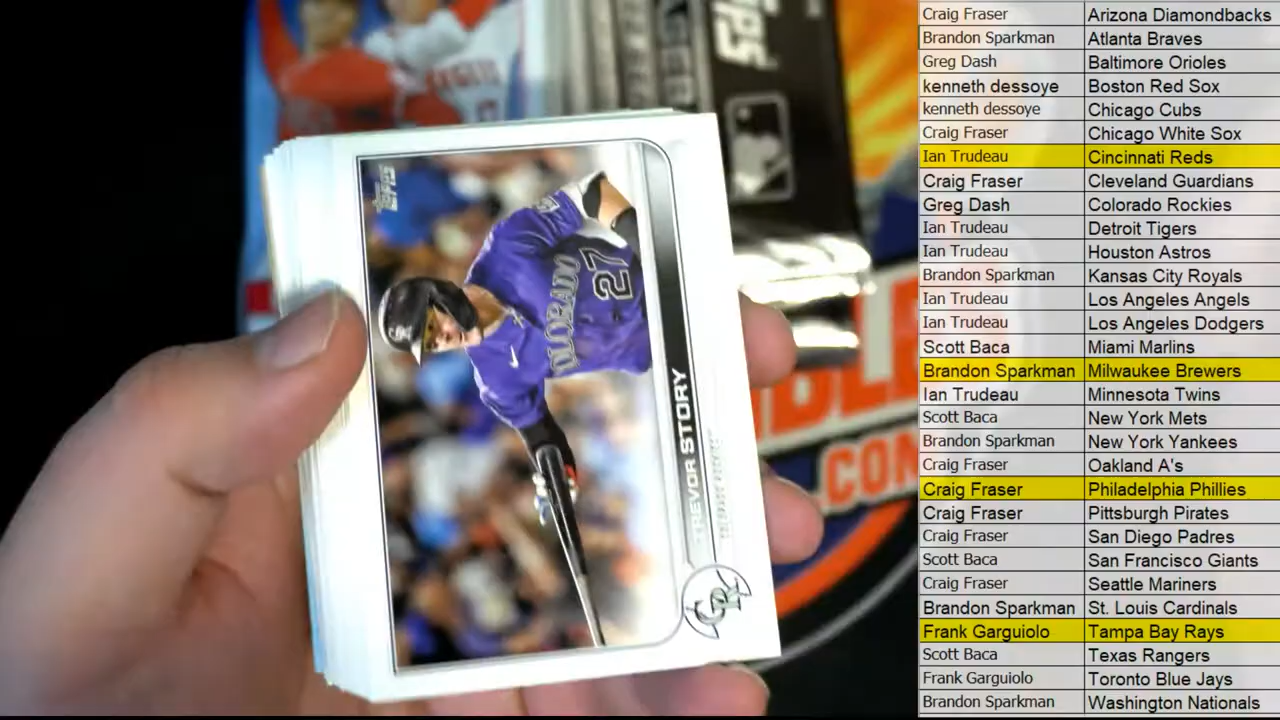 Topps
COLORADO
27
TREVOR STORY
CR
CON
Craig Fraser Arizona Diamondbacks
Brandon Sparkman Atlanta Braves
Greg Dash Baltimore Orioles
kenneth dessoye Boston Red Sox
kenneth dessoye Chicago Cubs
Craig Fraser Chicago White Sox
Ian Trudeau Cincinnati Reds
Craig Fraser Cleveland Guardians
Greg Dash Colorado Rockies
Ian Trudeau Detroit Tigers
Ian Trudeau Houston Astros
Brandon Sparkman Kansas City Royals
Ian Trudeau Los Angeles Angels
Ian Trudeau Los Angeles Dodgers
Scott Baca Miami Marlins
Brandon Sparkman Milwaukee Brewers
Ian Trudeau Minnesota Twins
Scott Baca New York Mets
Brandon Sparkman New York Yankees
Craig Fraser Oakland A's
Craig Fraser Philadelphia Phillies
Craig Fraser Pittsburgh Pirates
Craig Fraser San Diego Padres
Scott Baca San Francisco Giants
Craig Fraser Seattle Mariners
Brandon Sparkman St. Louis Cardinals
Frank Garguiolo Tampa Bay Rays
Scott Baca Texas Rangers
Frank Garguiolo Toronto Blue Jays
Brandon Sparkman Washington Nationals